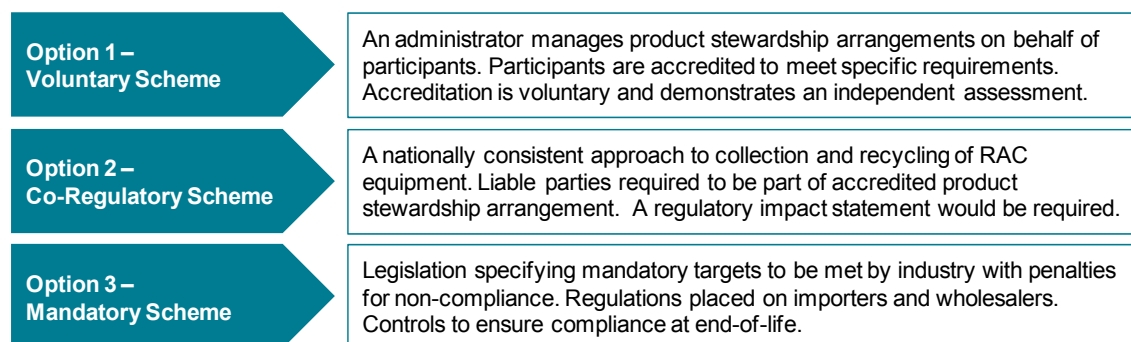 Option 1 –
Voluntary Scheme
An administrator manages product stewardship arrangements on behalf of
participants. Participants are accredited to meet specific requirements.
Accreditation is voluntary and demonstrates an independent assessment.
Option 2 –
Co-Regulatory Scheme
A nationally consistent approach to collection and recycling of RAC
equipment. Liable parties required to be part of accredited product
stewardship arrangement.  A regulatory impact statement would be required.
Option 3 –
Mandatory Scheme
Legislation specifying mandatory targets to be met by industry with penalties
for non-compliance. Regulations placed on importers and wholesalers.
Controls to ensure compliance at end-of-life.